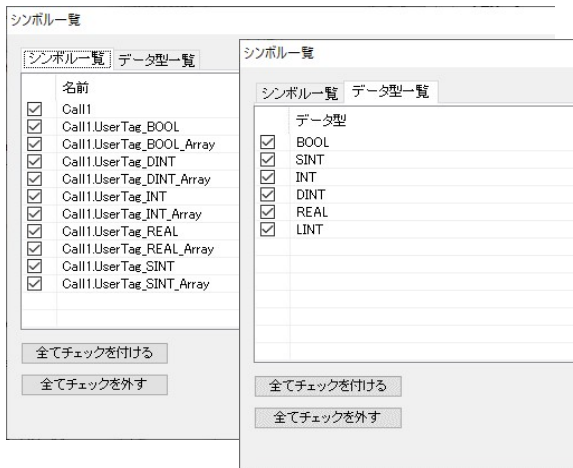 シンボル一覧
シンボル一覧 データ型一覧
名前
Call1
Call1.UserTag_BOOL
Call1.UserTag_BOOL_Array
Call1.UserTag_DINT
Call1.UserTag_DINT_Array
Call1.UserTag_INT
Call1.UserTag_INT_Array
Call1.UserTag_REAL
Call1.UserTag_REAL_Array
Call1.UserTag_SINT
Call1.UserTag_SINT_Array
全てチェックを付ける
全てチェックを外す
シンボル一覧
シンボル一覧 データ型一覧
データ型
BOOL
SINT
INT
DINT
REAL
LINT
全てチェックを付ける
全てチェックを外す